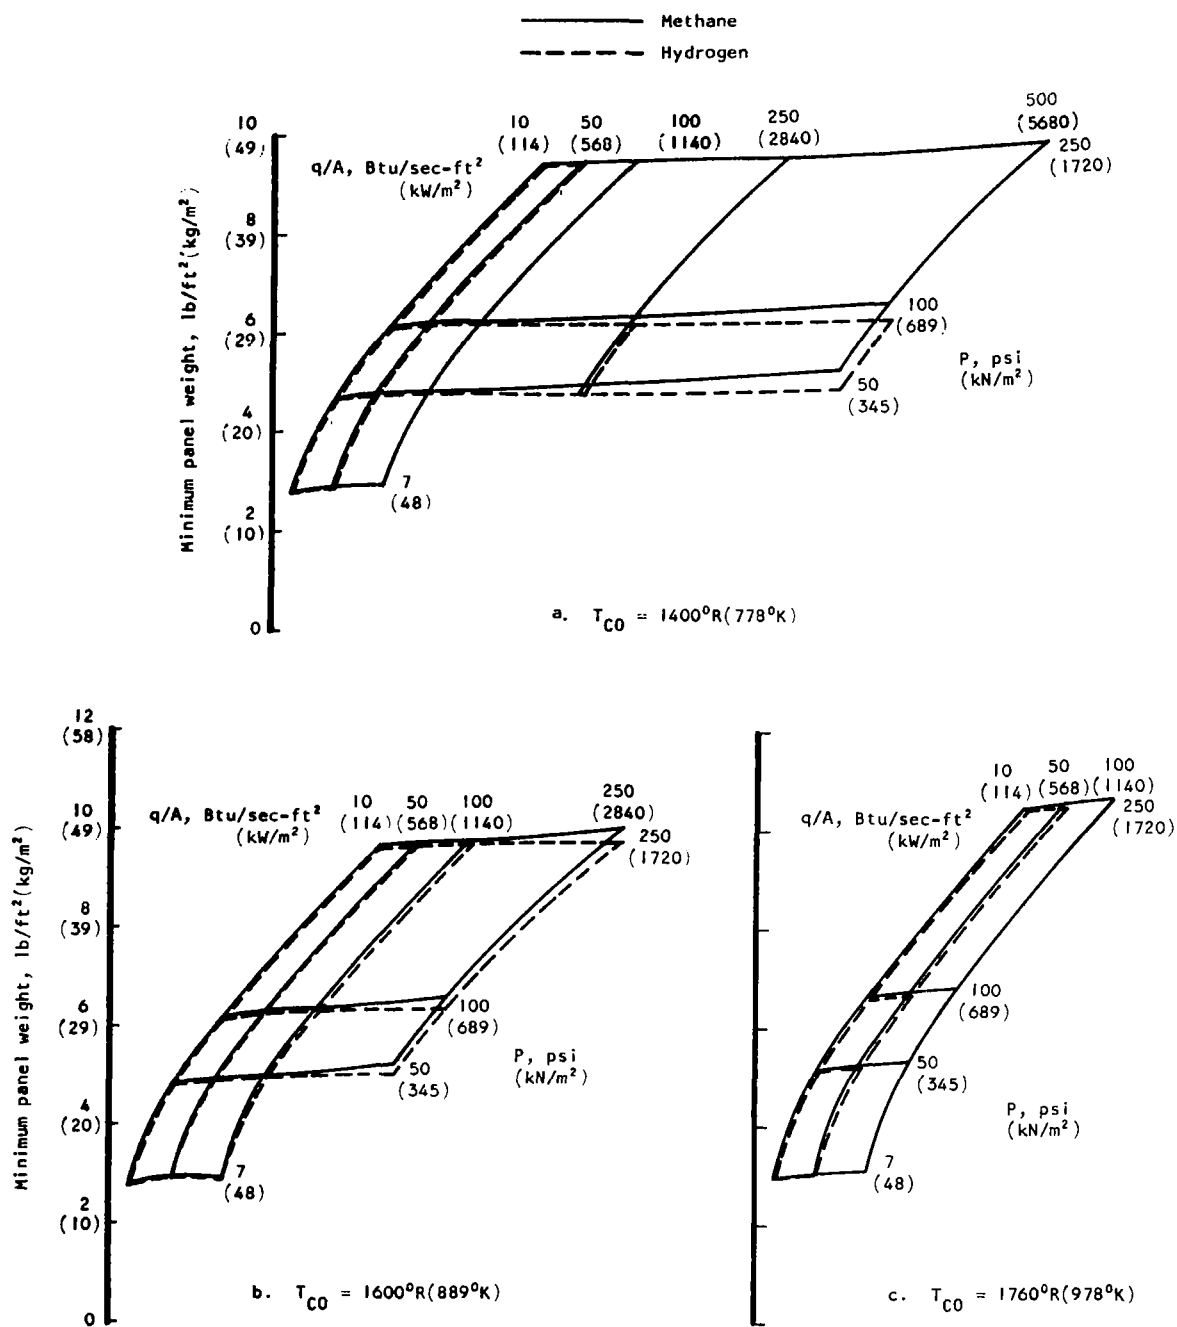 Methane
Hydrogen
10 50 100 250 500
(114) (568) (1140) (2840) (5680)
q/A, Btu/sec-ft²
(kW/m²)
250
(1720)
100
(689)
P, psi
(kN/m²)
50
(345)
7
(48)
Minimum panel weight, lb/ft²(kg/m²)
10
(49)
8
(39)
6
(29)
4
(20)
2
(10)
0
a. T_CO = 1400°R(778°K)
12
(58)
10
(49)
8
(39)
6
(29)
4
(20)
2
(10)
0
Minimum panel weight, lb/ft²(kg/m²)
q/A, Btu/sec-ft²
(kW/m²)
10 50 100 250
(114) (568) (1140) (2840)
250
(1720)
100
(689)
P, psi
(kN/m²)
50
(345)
7
(48)
b. T_CO = 1600°R(889°K)
10 50 100
(114) (568) (1140)
q/A, Btu/sec-ft²
(kW/m²)
250
(1720)
100
(689)
50
(345)
P, psi
(kN/m²)
7
(48)
c. T_CO = 1760°R(978°K)